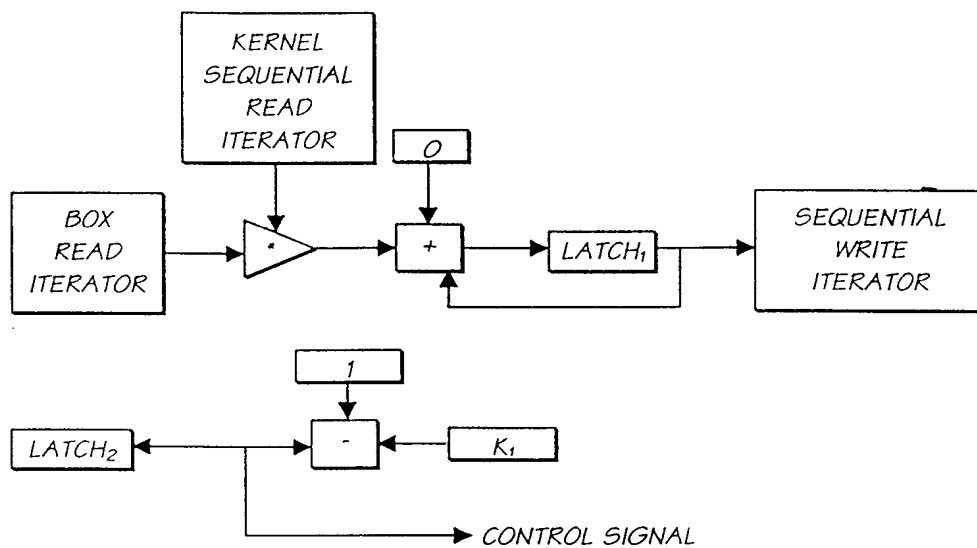 KERNEL
SEQUENTIAL
READ
ITERATOR
0
BOX
READ
ITERATOR
*
+
LATCH₁
SEQUENTIAL
WRITE
ITERATOR
1
LATCH₂
-
K₁
CONTROL SIGNAL